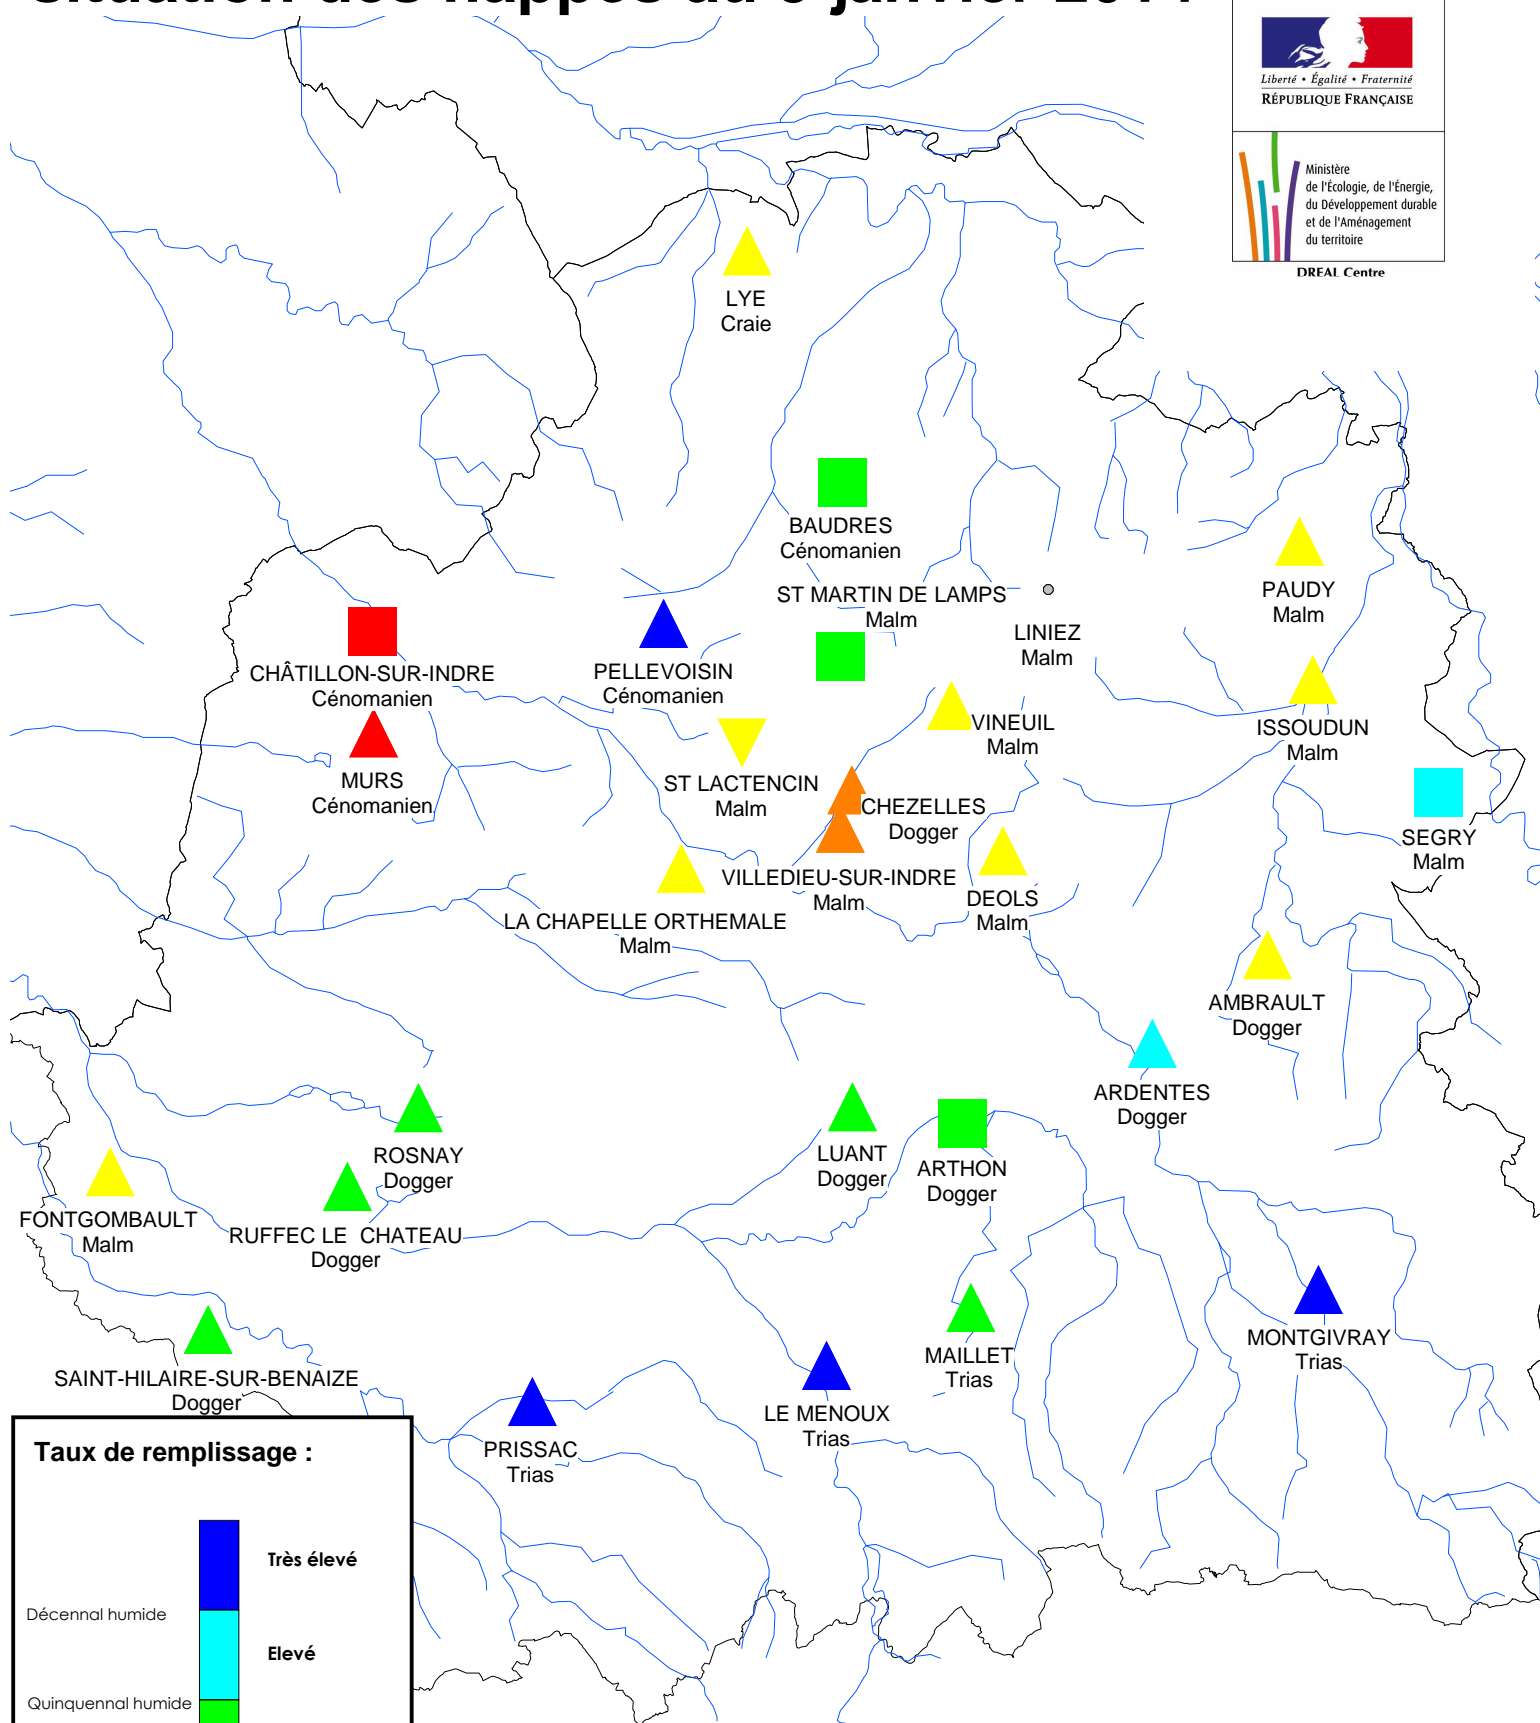 Liberté • Égalité • Fraternité
RÉPUBLIQUE FRANÇAISE
Ministère
de l'Écologie, de l'Énergie,
du Développement durable
et de l'Aménagement
du territoire
DREAL Centre
LYE
Craie
BAUDRES
Cénomanien
ST MARTIN DE LAMPS
Malm
LINIEZ
Malm
PAUDY
Malm
CHÂTILLON-SUR-INDRE
Cénomanien
PELLEVOISIN
Cénomanien
VINEUIL
Malm
ISSOUDUN
Malm
MURS
Cénomanien
ST LACTENCIN
Malm
CHEZELLES
Dogger
SEGRY
Malm
VILLEDIEU-SUR-INDRE
Malm
DEOLS
Malm
LA CHAPELLE ORTHEMALE
Malm
AMBRAULT
Dogger
ARDENTES
Dogger
ROSNAY
Dogger
LUANT
Dogger
ARTHON
Dogger
FONTGOMBAULT
Malm
RUFFEC LE CHATEAU
Dogger
MONTGIVRAY
Trias
MAILLET
Trias
SAINT-HILAIRE-SUR-BENAIZE
Dogger
LE MENOUX
Trias
PRISSAC
Trias
Taux de remplissage :
Très élevé
Décennal humide
Elevé
Quinquennal humide